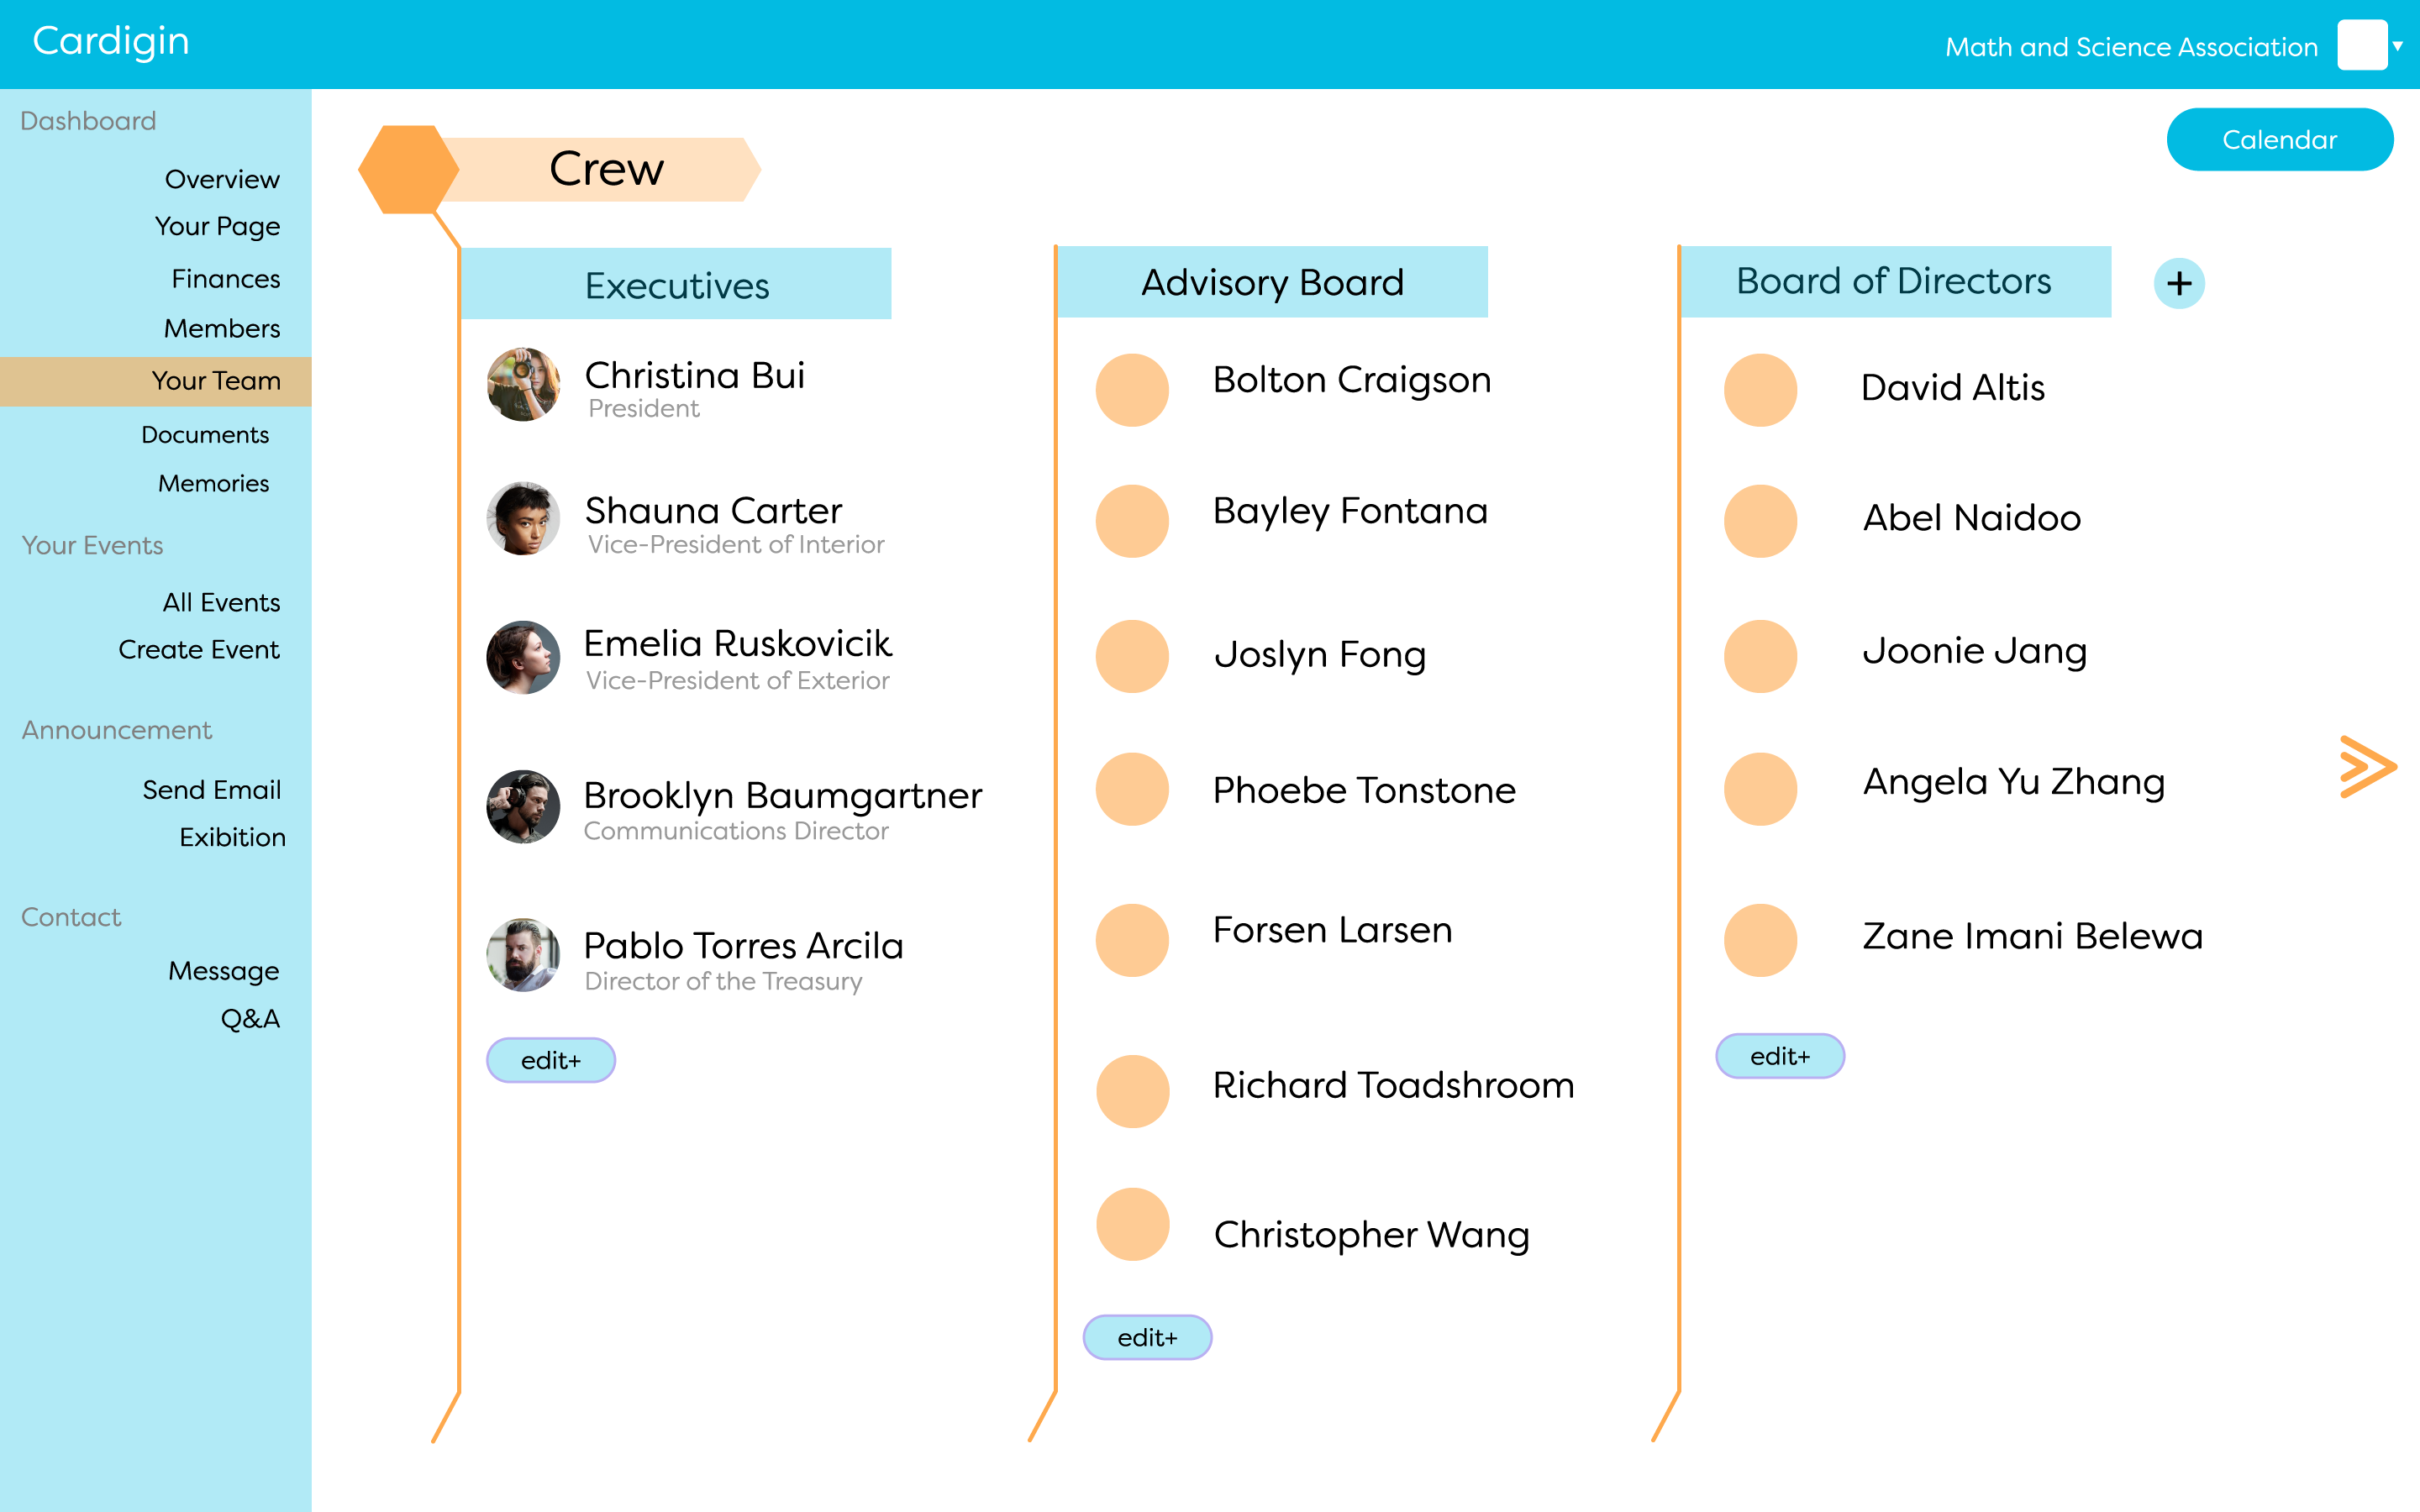 Cardigin
Math and Science Association
Dashboard
Overview
Your Page
Finances
Members
Your Team
Documents
Memories
Your Events
All Events
Create Event
Announcement
Send Email
Exibition
Contact
Message
Q&A
Calendar
Crew
Executives
Christina Bui
President
Shauna Carter
Vice-President of Interior
Emelia Ruskovicik
Vice-President of Exterior
Brooklyn Baumgartner
Communications Director
Pablo Torres Arcila
Director of the Treasury
edit+
Advisory Board
Bolton Craigson
Bayley Fontana
Joslyn Fong
Phoebe Tonstone
Forsen Larsen
Richard Toadshroom
Christopher Wang
edit+
Board of Directors
+
David Altis
Abel Naidoo
Joonie Jang
Angela Yu Zhang
Zane Imani Belewa
edit+